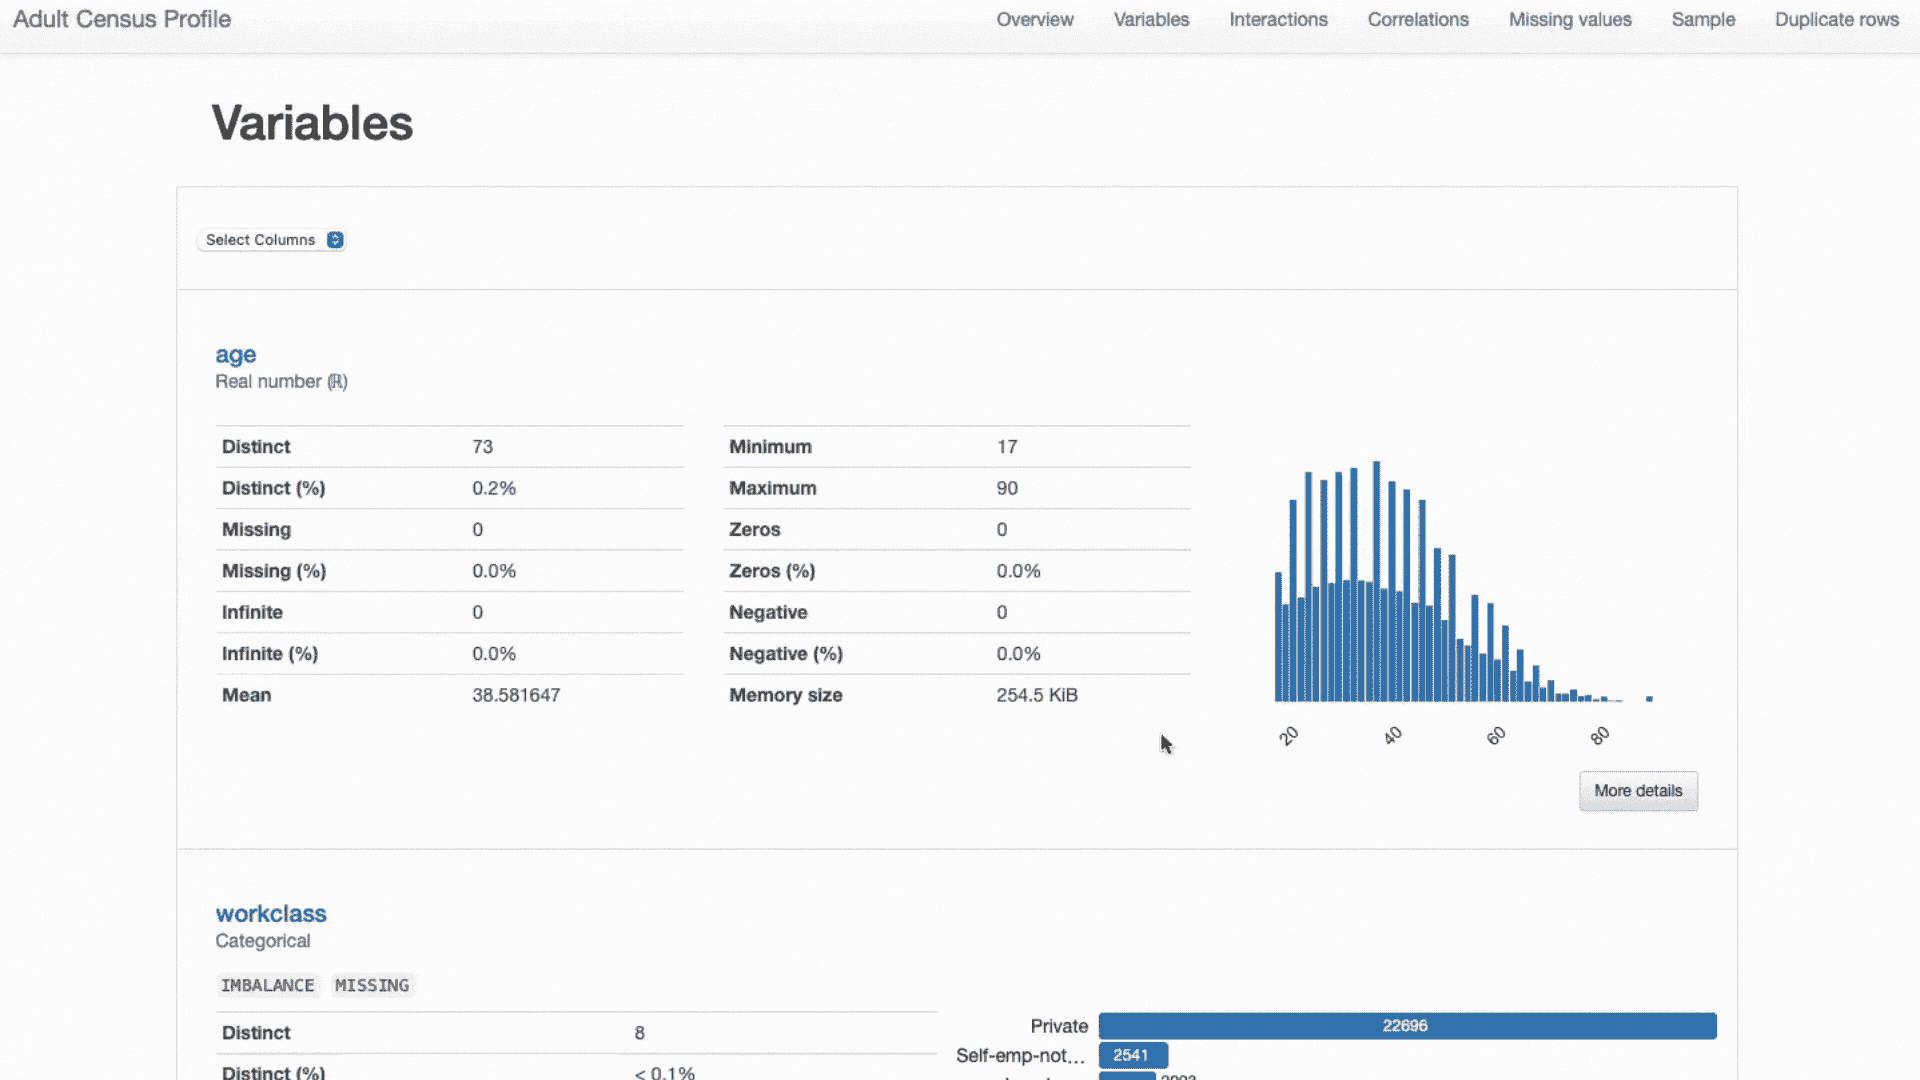 Adult Census Profile Overview Variables Interactions Correlations Missing values Sample Duplicate rows
Variables
Select Columns
age
Real number (ℝ)
Distinct 73
Distinct (%) 0.2%
Missing 0
Missing (%) 0.0%
Infinite 0
Infinite (%) 0.0%
Mean 38.581647
Minimum 17
Maximum 90
Zeros 0
Zeros (%) 0.0%
Negative 0
Negative (%) 0.0%
Memory size 254.5 KiB
20 40 60 80
More details
workclass
Categorical
IMBALANCE MISSING
Distinct 8
Distinct (%) < 0.1%
Private 22696
Self-emp-not... 2541